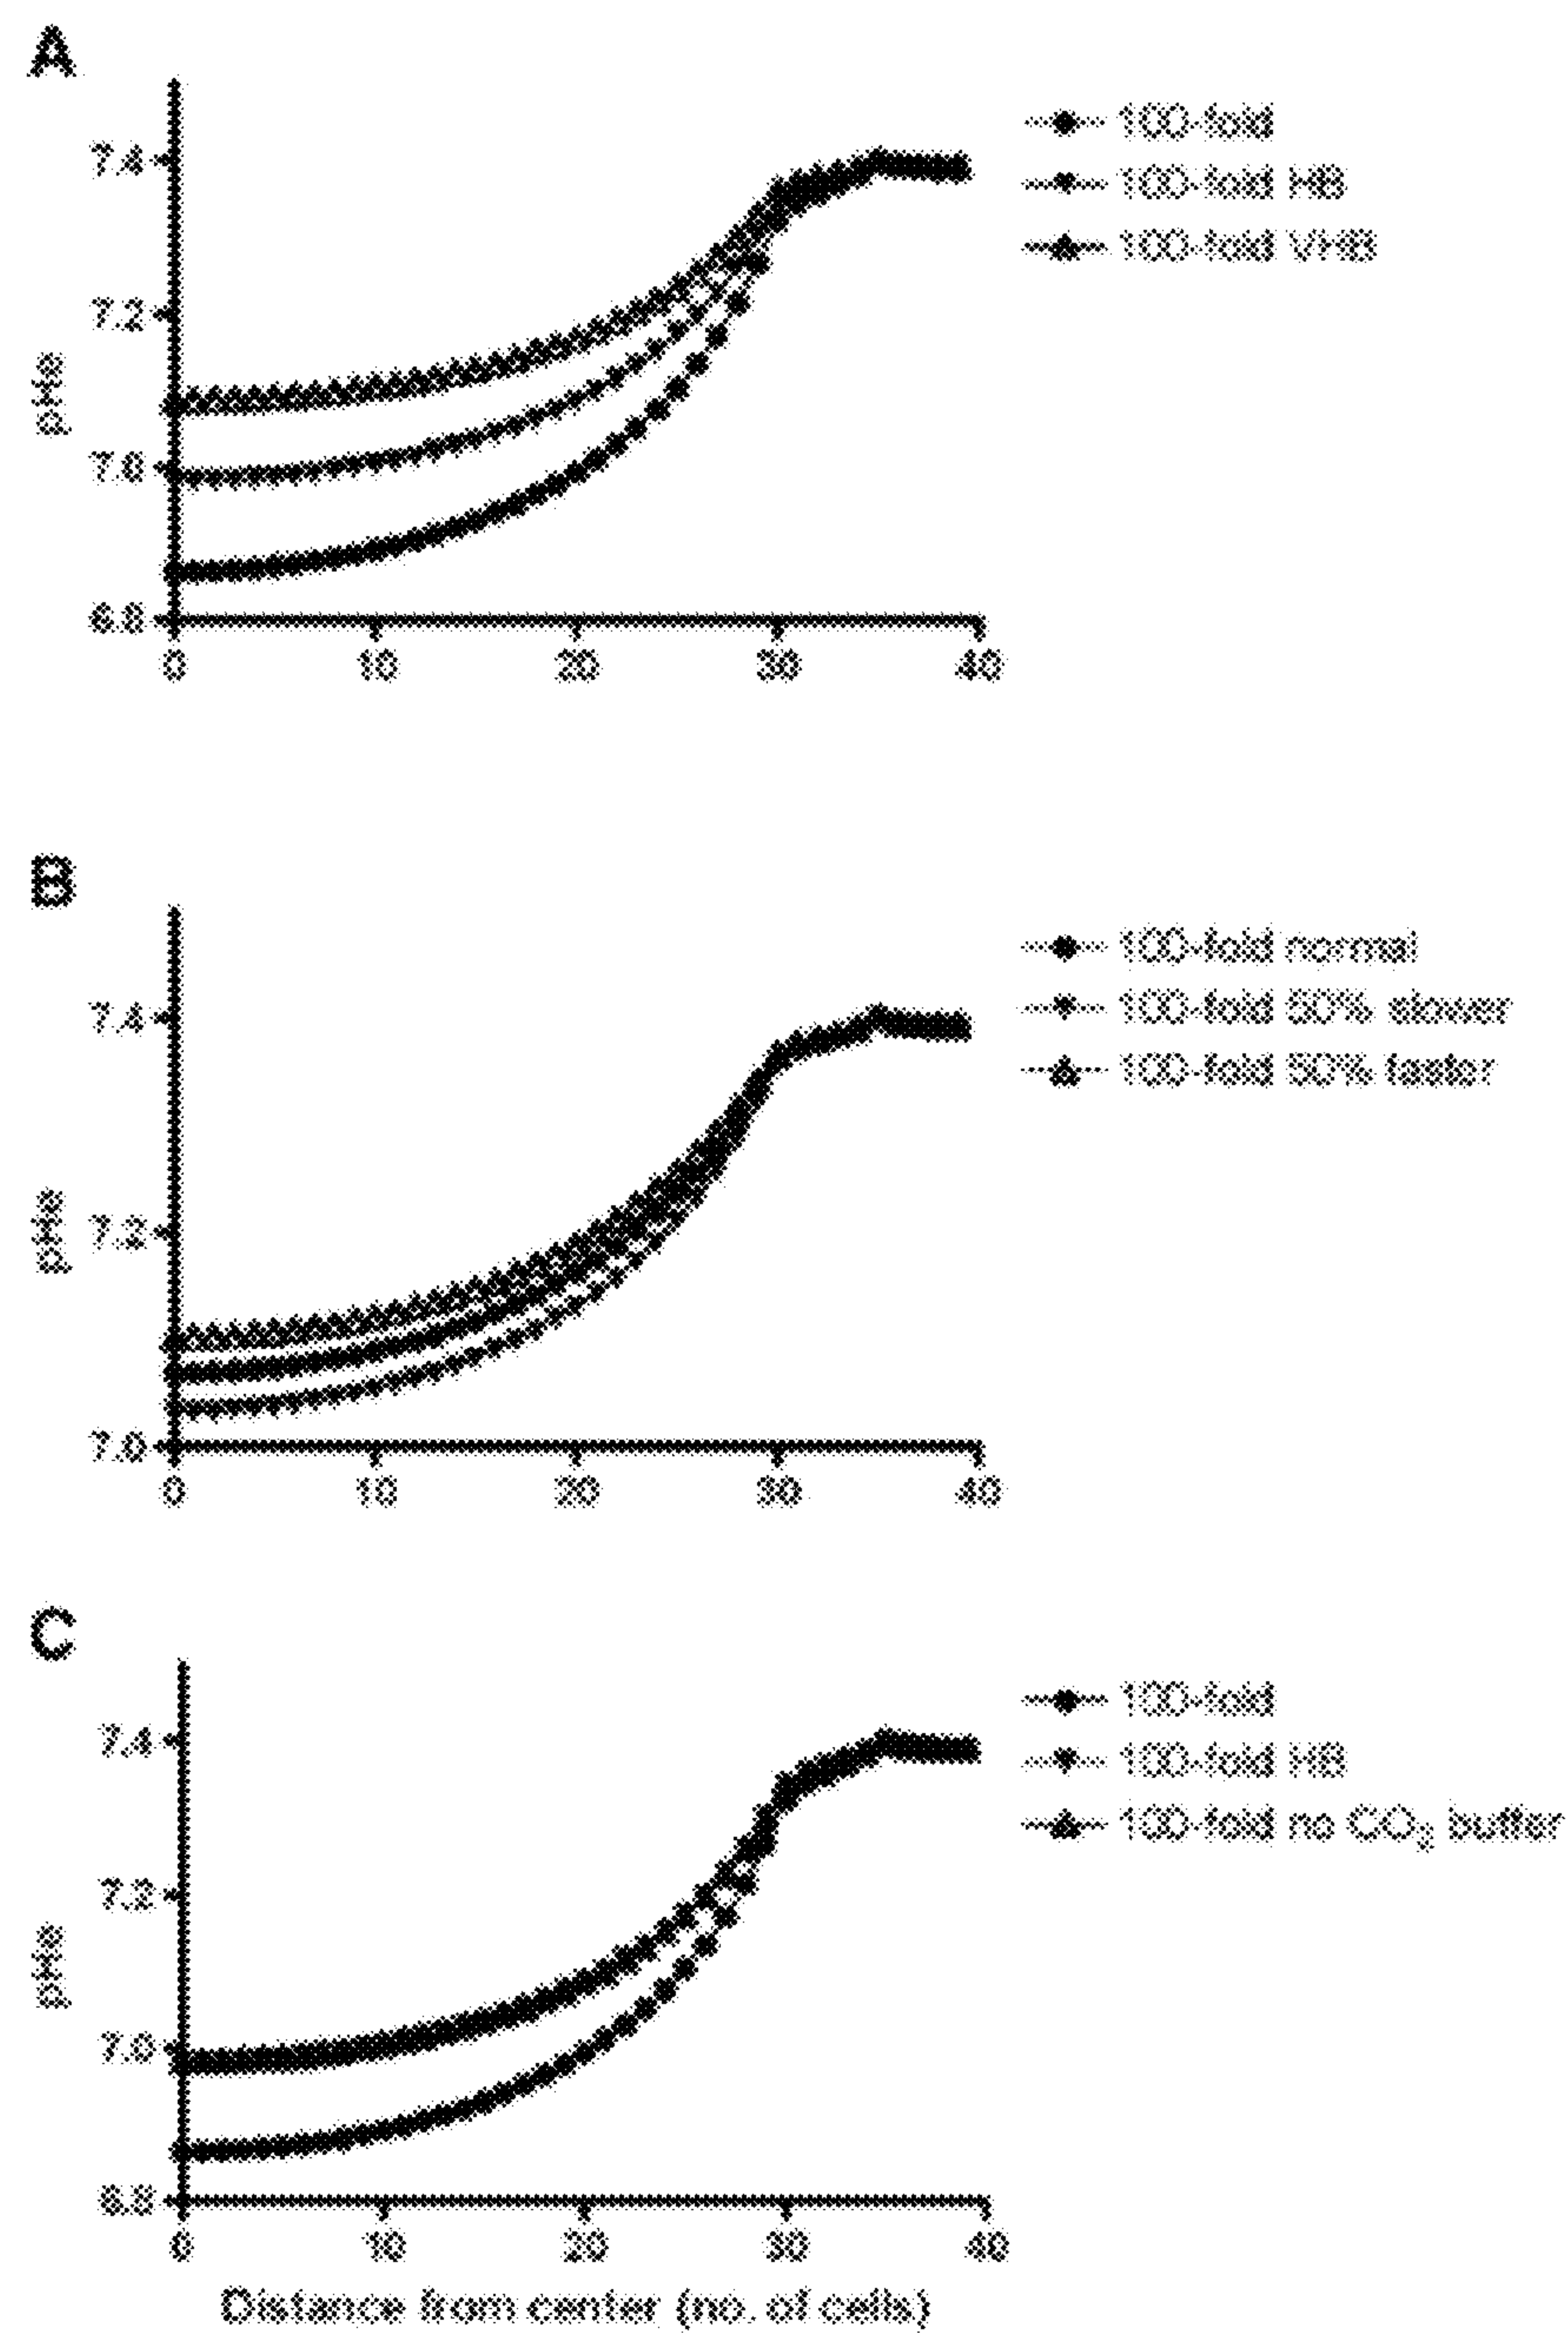 A
7.4
7.2
7.0
6.8
pHe
0 10 20 30 40
100-fold
100-fold HB
100-fold VHB
B
7.4
7.2
7.0
pHe
0 10 20 30 40
100-fold normal
100-fold 50% slower
100-fold 50% faster
C
7.4
7.2
7.0
6.8
pHe
0 10 20 30 40
Distance from center (no. of cells)
100-fold
100-fold HB
100-fold no CO₂ buffer